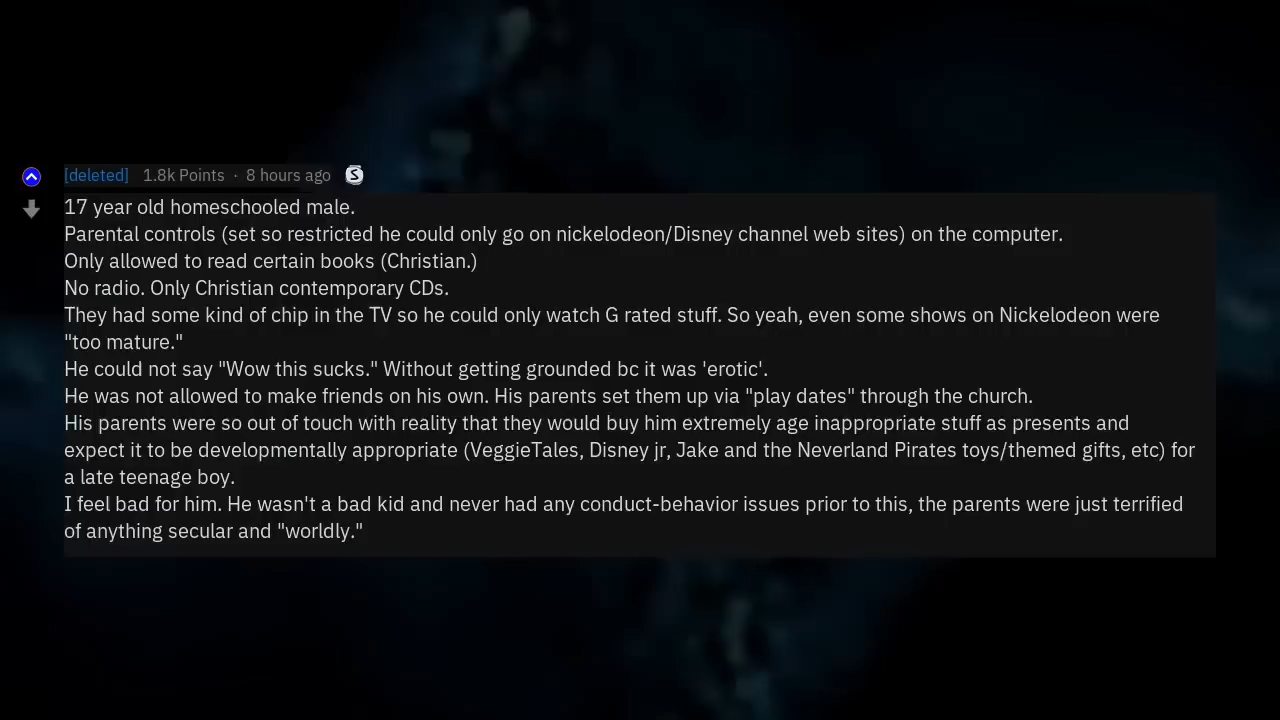 [deleted] 1.8k Points · 8 hours ago S
17 year old homeschooled male.
Parental controls (set so restricted he could only go on nickelodeon/Disney channel web sites) on the computer.
Only allowed to read certain books (Christian.)
No radio. Only Christian contemporary CDs.
They had some kind of chip in the TV so he could only watch G rated stuff. So yeah, even some shows on Nickelodeon were
"too mature."
He could not say "Wow this sucks." Without getting grounded bc it was 'erotic'.
He was not allowed to make friends on his own. His parents set them up via "play dates" through the church.
His parents were so out of touch with reality that they would buy him extremely age inappropriate stuff as presents and
expect it to be developmentally appropriate (VeggieTales, Disney jr, Jake and the Neverland Pirates toys/themed gifts, etc) for
a late teenage boy.
I feel bad for him. He wasn't a bad kid and never had any conduct-behavior issues prior to this, the parents were just terrified
of anything secular and "worldly."